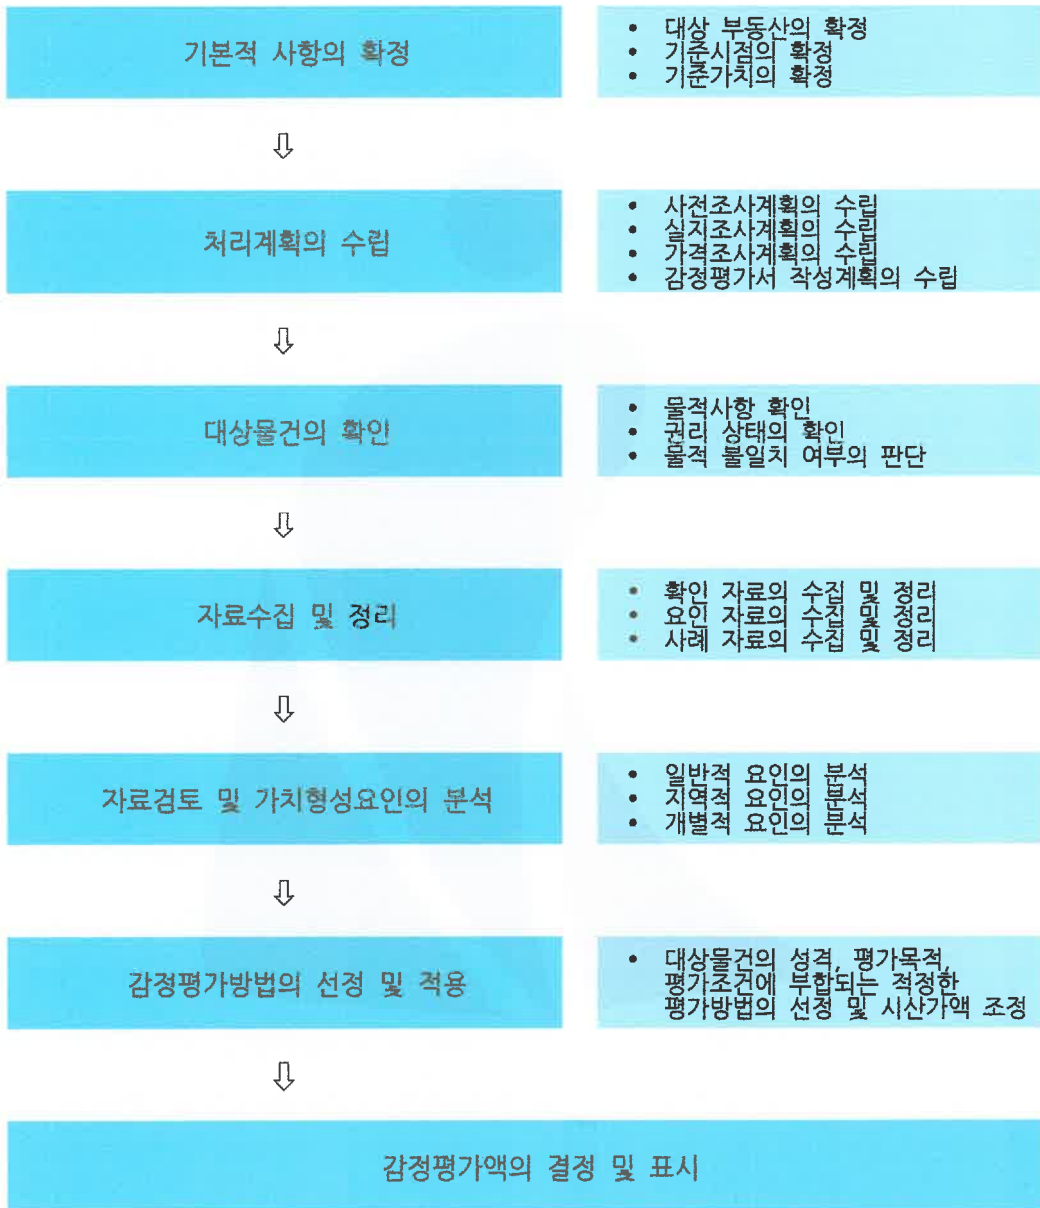 기본적 사항의 확정
• 대상 부동산의 확정
• 기준시점의 확정
• 기준가치의 확정
⇩
처리계획의 수립
• 사전조사계획의 수립
• 실지조사계획의 수립
• 가격조사계획의 수립
• 감정평가서 작성계획의 수립
⇩
대상물건의 확인
• 물적사항 확인
• 권리 상태의 확인
• 물적 불일치 여부의 판단
⇩
자료수집 및 정리
• 확인 자료의 수집 및 정리
• 요인 자료의 수집 및 정리
• 사례 자료의 수집 및 정리
⇩
자료검토 및 가치형성요인의 분석
• 일반적 요인의 분석
• 지역적 요인의 분석
• 개별적 요인의 분석
⇩
감정평가방법의 선정 및 적용
• 대상물건의 성격, 평가목적,
평가조건에 부합되는 적정한
평가방법의 선정 및 시산가액 조정
⇩
감정평가액의 결정 및 표시